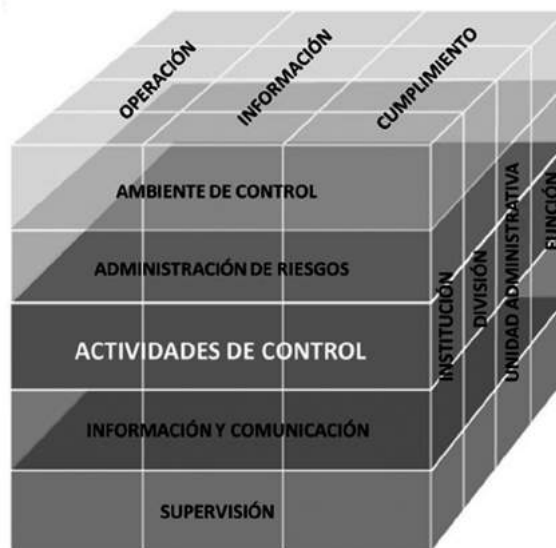 OPERACIÓN
INFORMACIÓN
CUMPLIMIENTO
AMBIENTE DE CONTROL
ADMINISTRACIÓN DE RIESGOS
ACTIVIDADES DE CONTROL
INFORMACIÓN Y COMUNICACIÓN
SUPERVISIÓN
INSTITUCIÓN
DIVISIÓN
UNIDAD ADMINISTRATIVA
FUNCIÓN